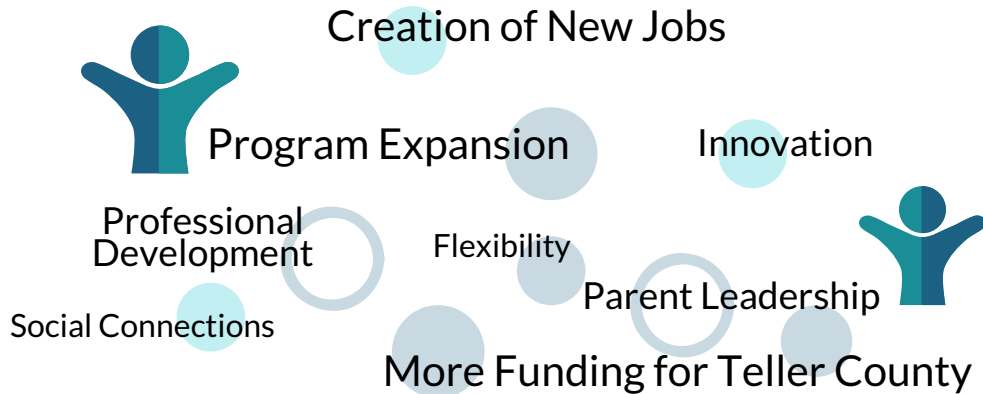 Creation of New Jobs
Program Expansion
Innovation
Professional
Development
Flexibility
Parent Leadership
Social Connections
More Funding for Teller County